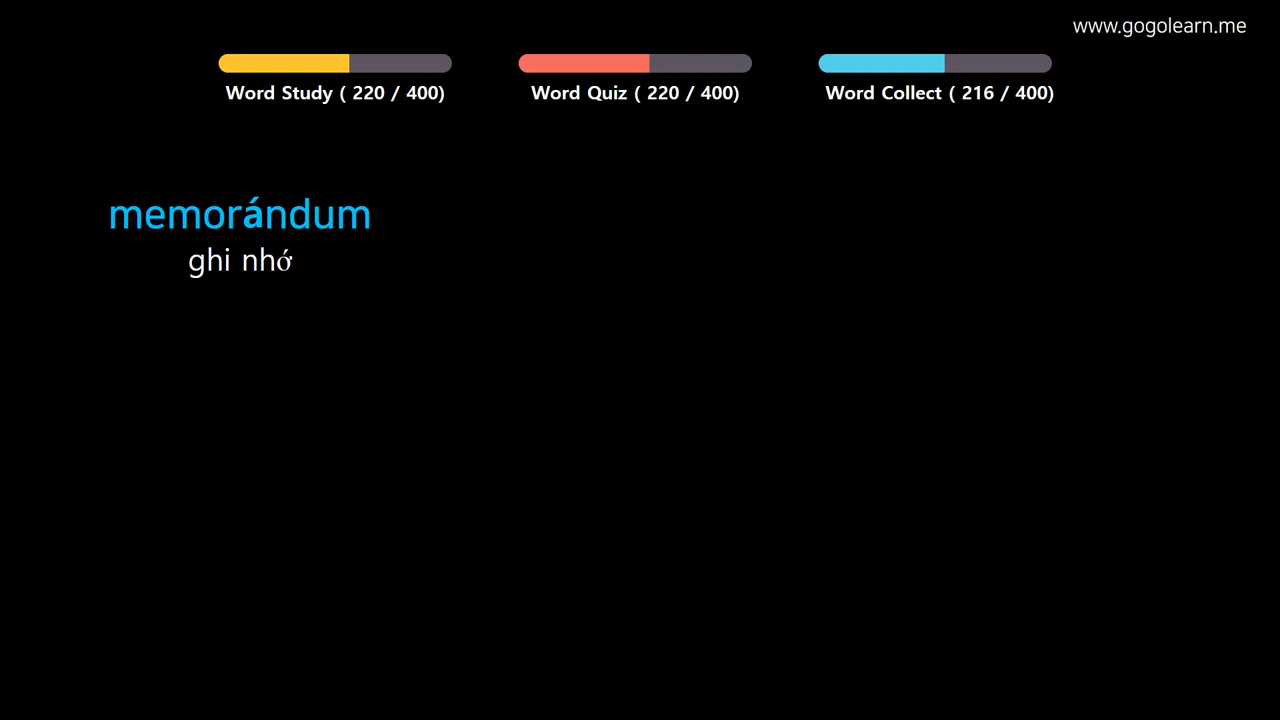 www.gogolearn.me
Word Study ( 220 / 400)
Word Quiz ( 220 / 400)
Word Collect ( 216 / 400)
memorándum
ghi nhớ